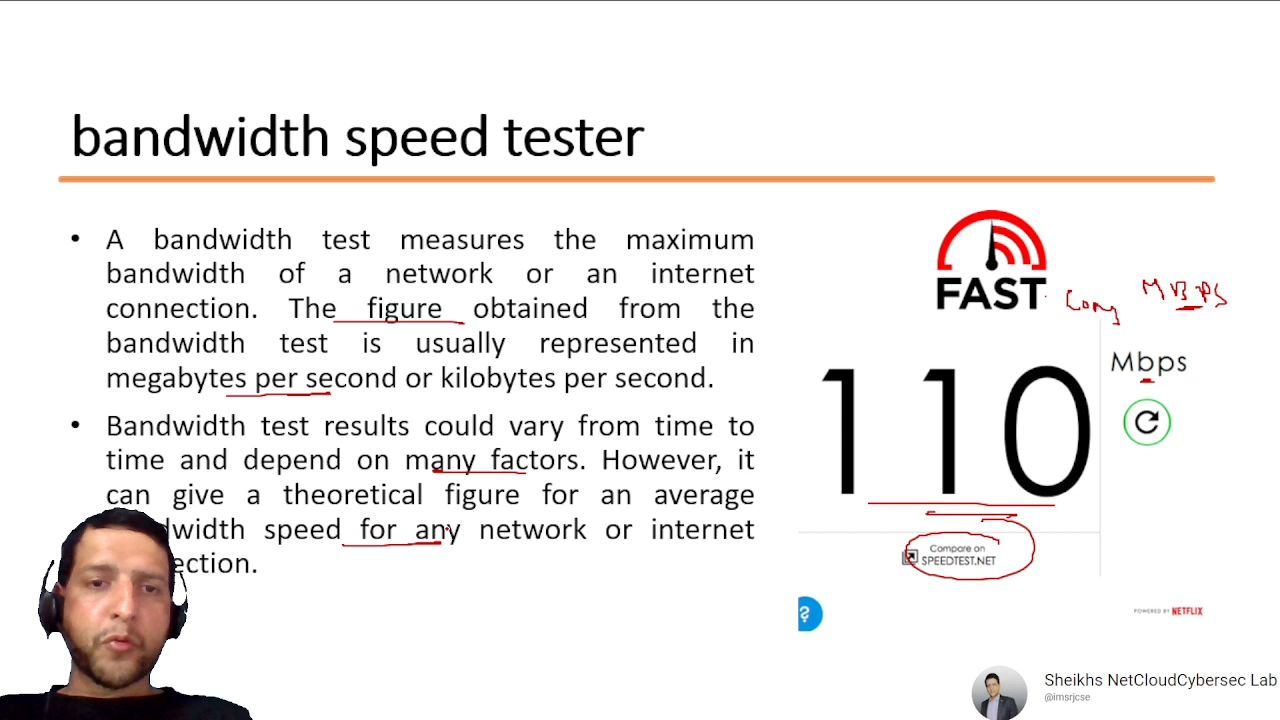 bandwidth speed tester
• A bandwidth test measures the maximum
bandwidth of a network or an internet
connection. The figure obtained from the
bandwidth test is usually represented in
megabytes per second or kilobytes per second.
• Bandwidth test results could vary from time to
time and depend on many factors. However, it
can give a theoretical figure for an average
speed for any network or internet
FAST
MBPS
Mbps
110
Compare on
SPEEDTEST.NET
?
POWERED BY NETFLIX
Sheikhs NetCloudCybersec Lab
@imsrjcse